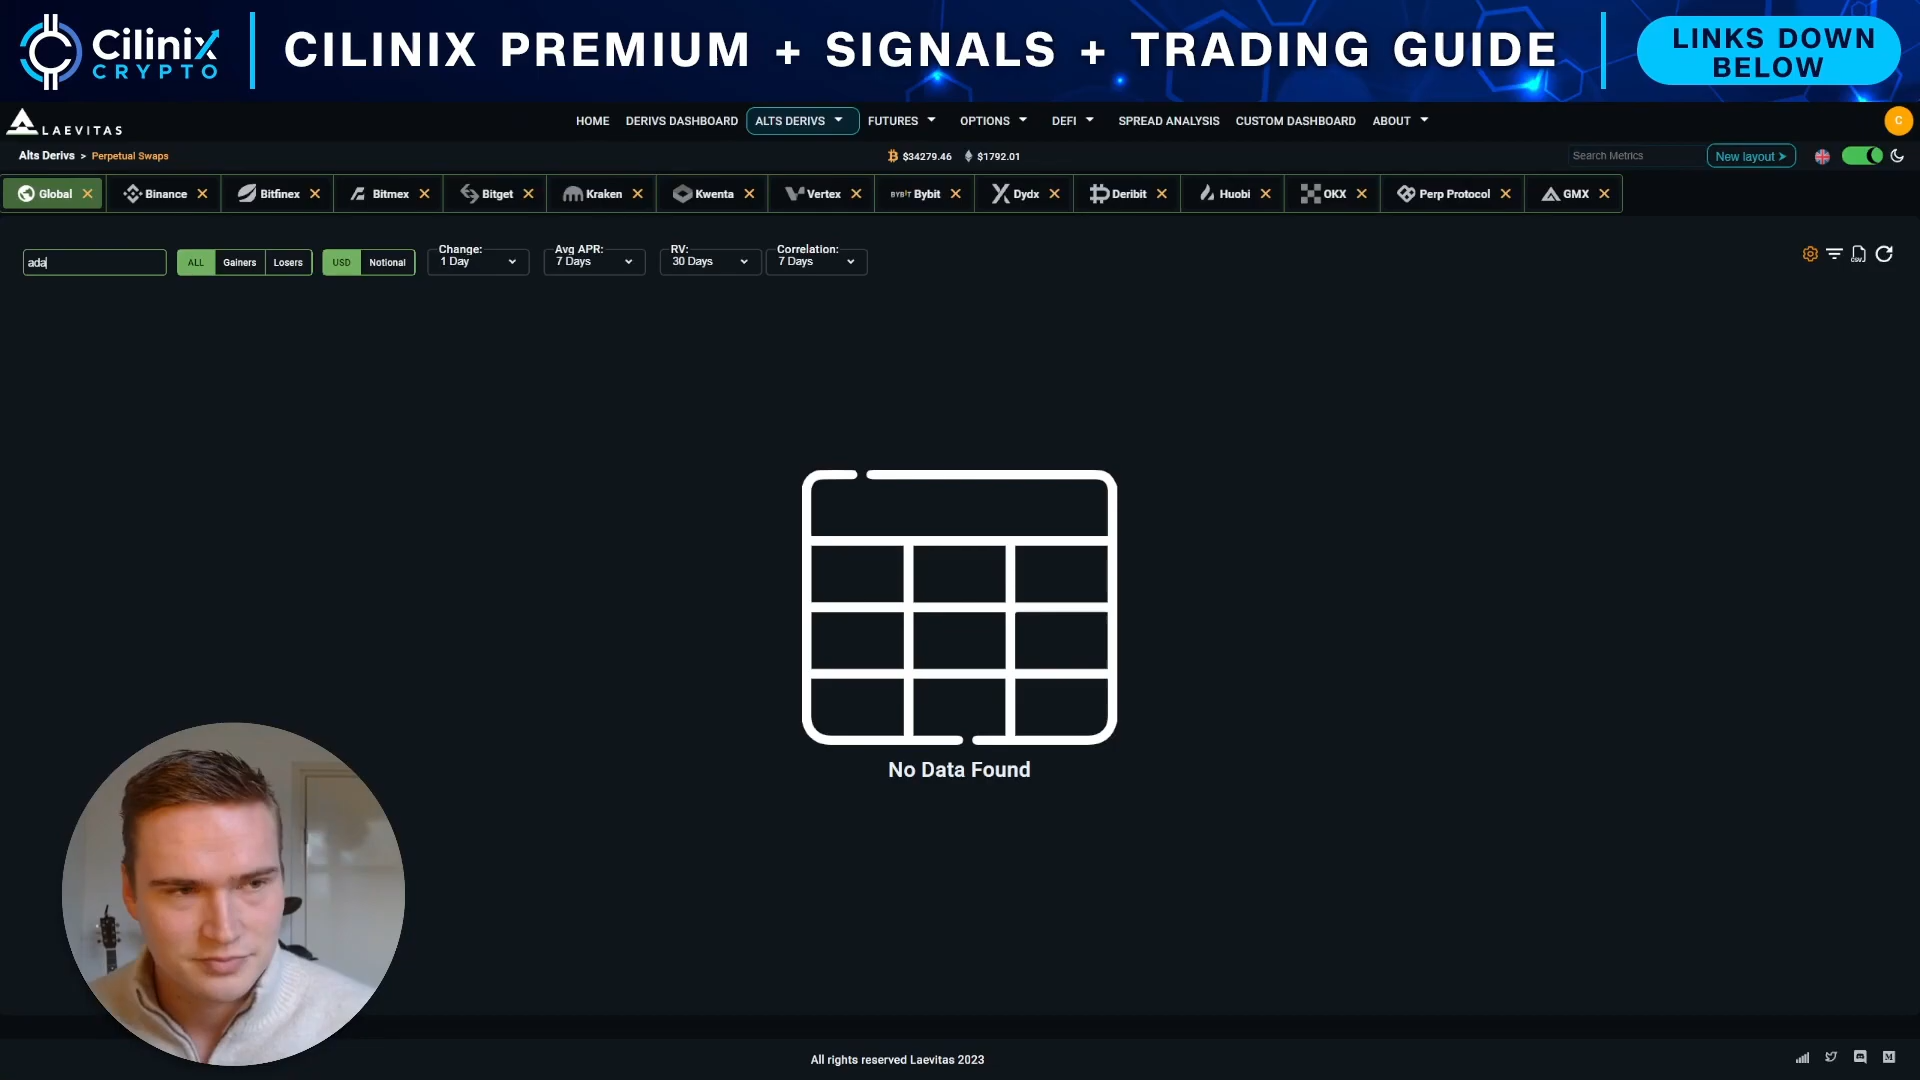 Cilinix
CRYPTO
CILINIX PREMIUM + SIGNALS + TRADING GUIDE
LINKS DOWN
BELOW
LAEVITAS
HOME DERIVS DASHBOARD ALTS DERIVS FUTURES OPTIONS DEFI SPREAD ANALYSIS CUSTOM DASHBOARD ABOUT
C
Alts Derivs > Perpetual Swaps
$34279.46 $1792.01
Search Metrics
New layout
Global Binance Bitfinex Bitmex Bitget Kraken Kwenta Vertex BYBIT Bybit Dydx Deribit Huobi OKX Perp Protocol GMX
ada
ALL Gainers Losers
USD Notional
Change:
1 Day
Avg APR:
7 Days
RV:
30 Days
Correlation:
7 Days
CSV
No Data Found
All rights reserved Laevitas 2023